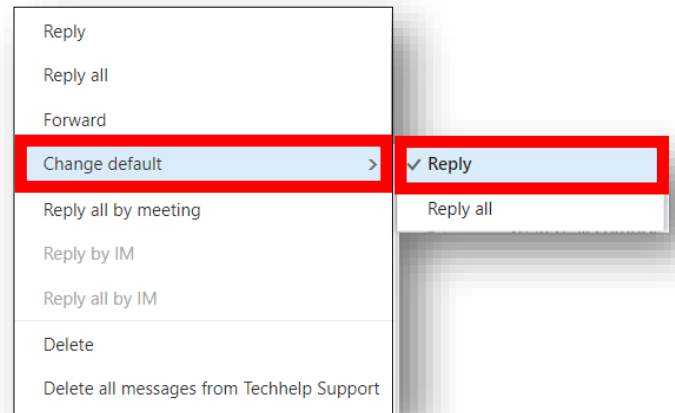 Reply
Reply all
Forward
Change default
Reply all by meeting
Reply by IM
Reply all by IM
Delete
Delete all messages from Techhelp Support
Reply
Reply all